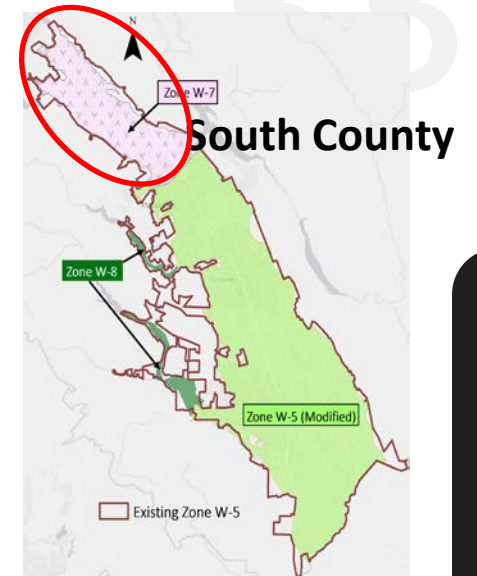 N
Zone W-7
South County
Zone W-8
Zone W-5 (Modified)
Existing Zone W-5